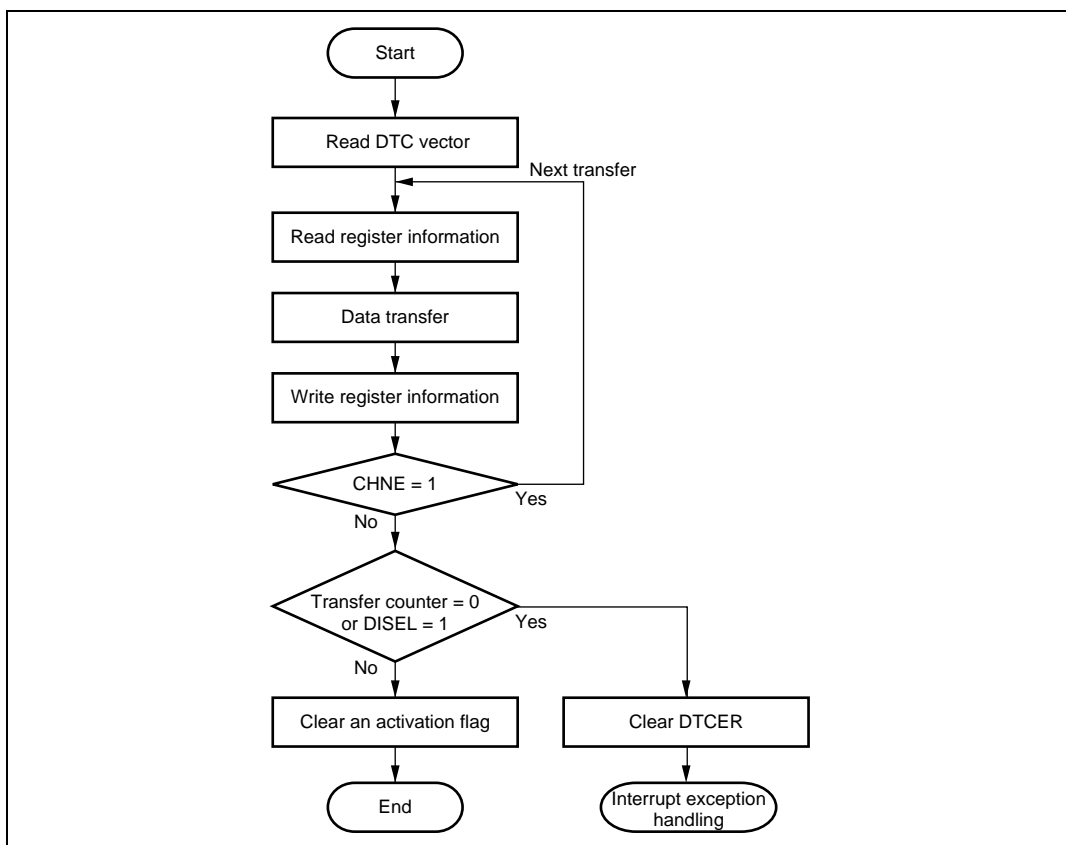 Start
Read DTC vector
Next transfer
Read register information
Data transfer
Write register information
CHNE = 1
Yes
No
Transfer counter = 0
or DISEL = 1
Yes
No
Clear an activation flag
Clear DTCER
End
Interrupt exception
handling